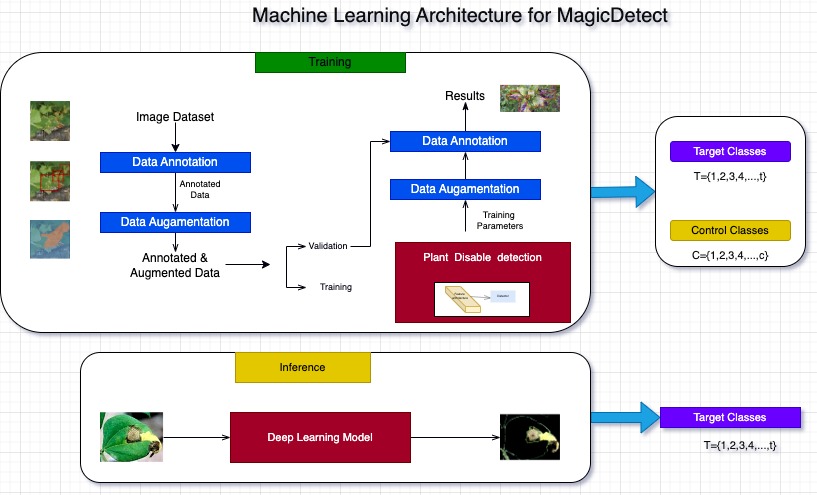 Machine Learning Architecture for MagicDetect
Training
Image Dataset
Data Annotation
Annotated
Data
Data Augamentation
Annotated &
Augmented Data
Validation
Training
Results
Data Annotation
Data Augamentation
Training
Parameters
Plant Disable detection
Target Classes
T={1,2,3,4,...,t}
Control Classes
C={1,2,3,4,...,c}
Inference
Deep Learning Model
Target Classes
T={1,2,3,4,...,t}